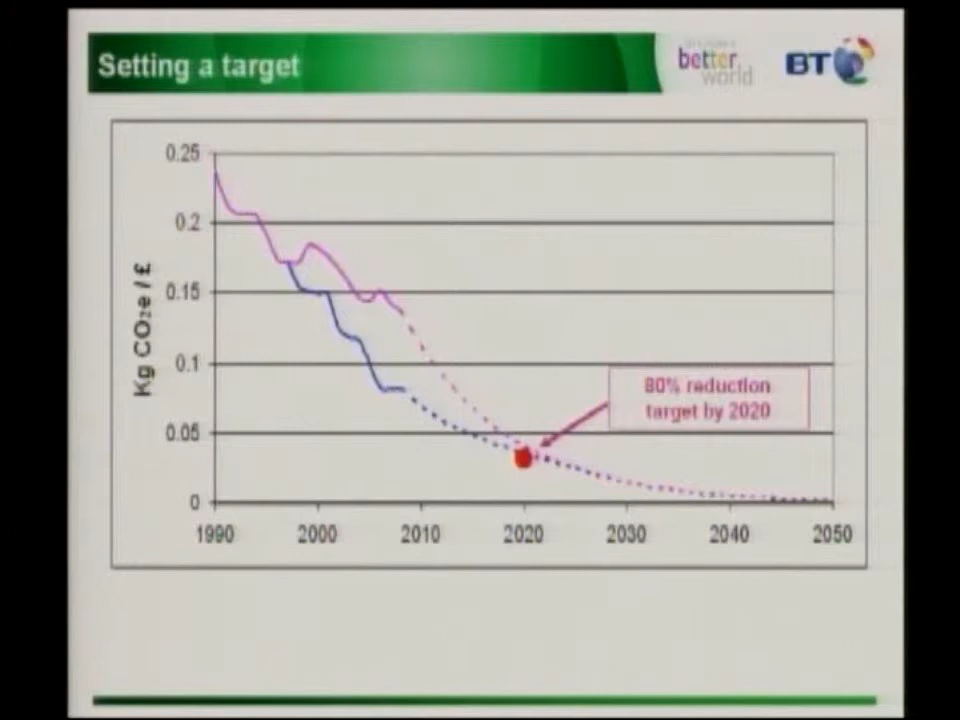 Setting a target
better
world
BT
0.25
0.2
0.15
0.1
0.05
0
Kg CO₂e / £
80% reduction
target by 2020
1990 2000 2010 2020 2030 2040 2050